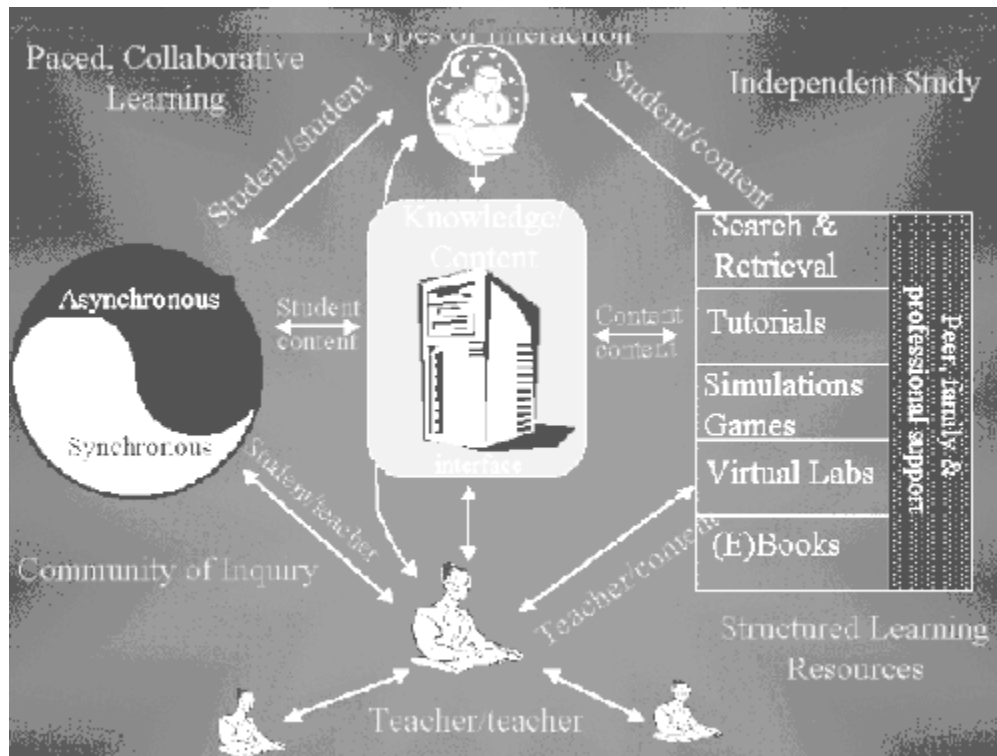 Types of Interaction
Paced, Collaborative
Learning
Independent Study
Student/student
Student/content
Knowledge/
Content
interface
Asynchronous
Synchronous
Student
content
Content
content
Search &
Retrieval
Tutorials
Simulations
Games
Virtual Labs
(E)Books
Peer, family &
professional support
Student/teacher
Teacher/content
Community of Inquiry
Structured Learning
Resources
Teacher/teacher